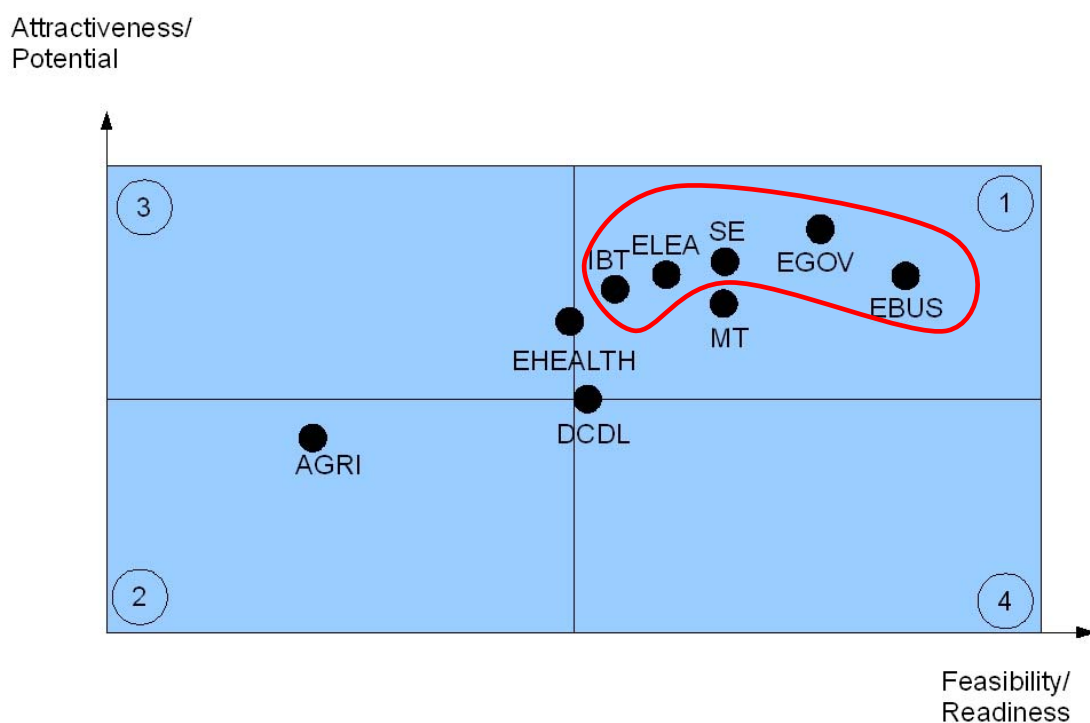 Attractiveness/
Potential
3
1
SE
ELEA
IBT
EGOV
EBUS
MT
EHEALTH
DCDL
AGRI
2
4
Feasibility/
Readiness